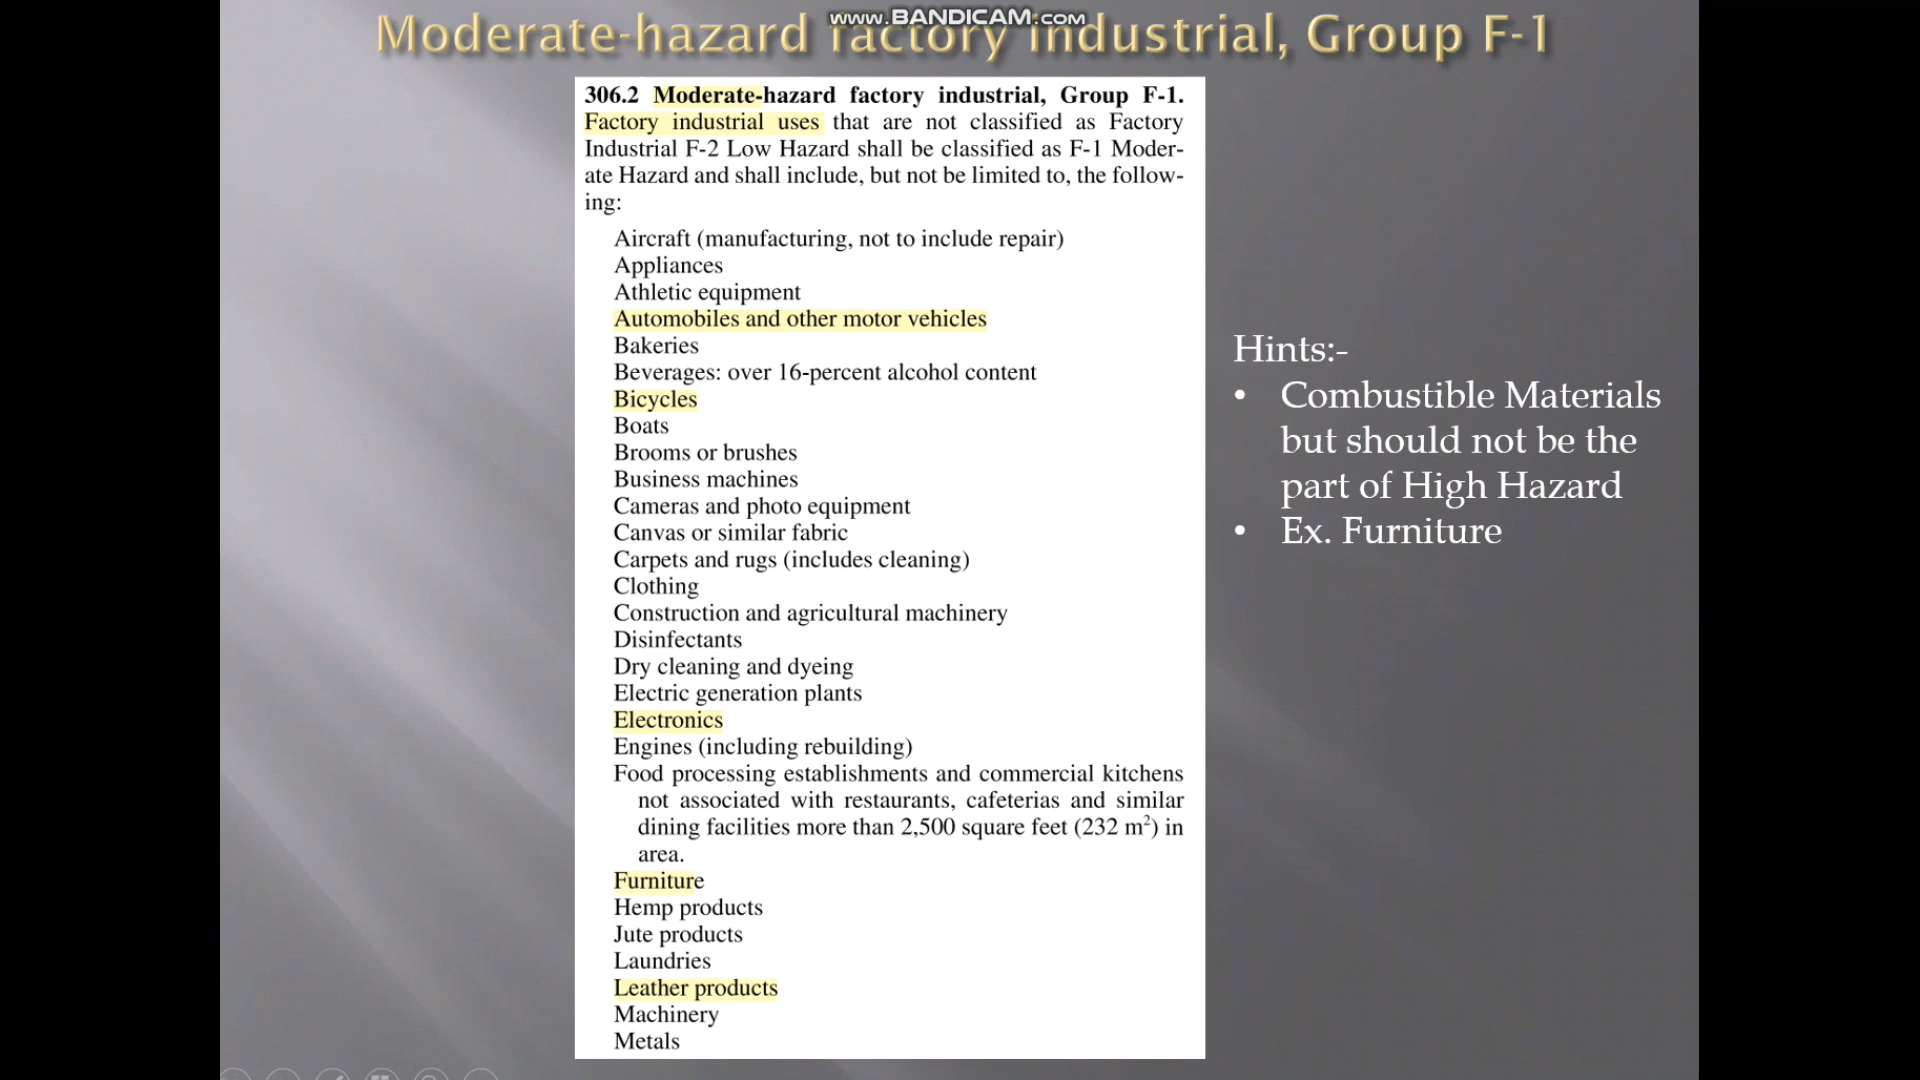 www.BANDICAM.com
Moderate-hazard factory industrial, Group F-1
306.2 Moderate-hazard factory industrial, Group F-1.
Factory industrial uses that are not classified as Factory
Industrial F-2 Low Hazard shall be classified as F-1 Moder-
ate Hazard and shall include, but not be limited to, the follow-
ing:
Aircraft (manufacturing, not to include repair)
Appliances
Athletic equipment
Automobiles and other motor vehicles
Bakeries
Beverages: over 16-percent alcohol content
Bicycles
Boats
Brooms or brushes
Business machines
Cameras and photo equipment
Canvas or similar fabric
Carpets and rugs (includes cleaning)
Clothing
Construction and agricultural machinery
Disinfectants
Dry cleaning and dyeing
Electric generation plants
Electronics
Engines (including rebuilding)
Food processing establishments and commercial kitchens
not associated with restaurants, cafeterias and similar
dining facilities more than 2,500 square feet (232 m²) in
area.
Furniture
Hemp products
Jute products
Laundries
Leather products
Machinery
Metals
Hints:-
• Combustible Materials
but should not be the
part of High Hazard
• Ex. Furniture